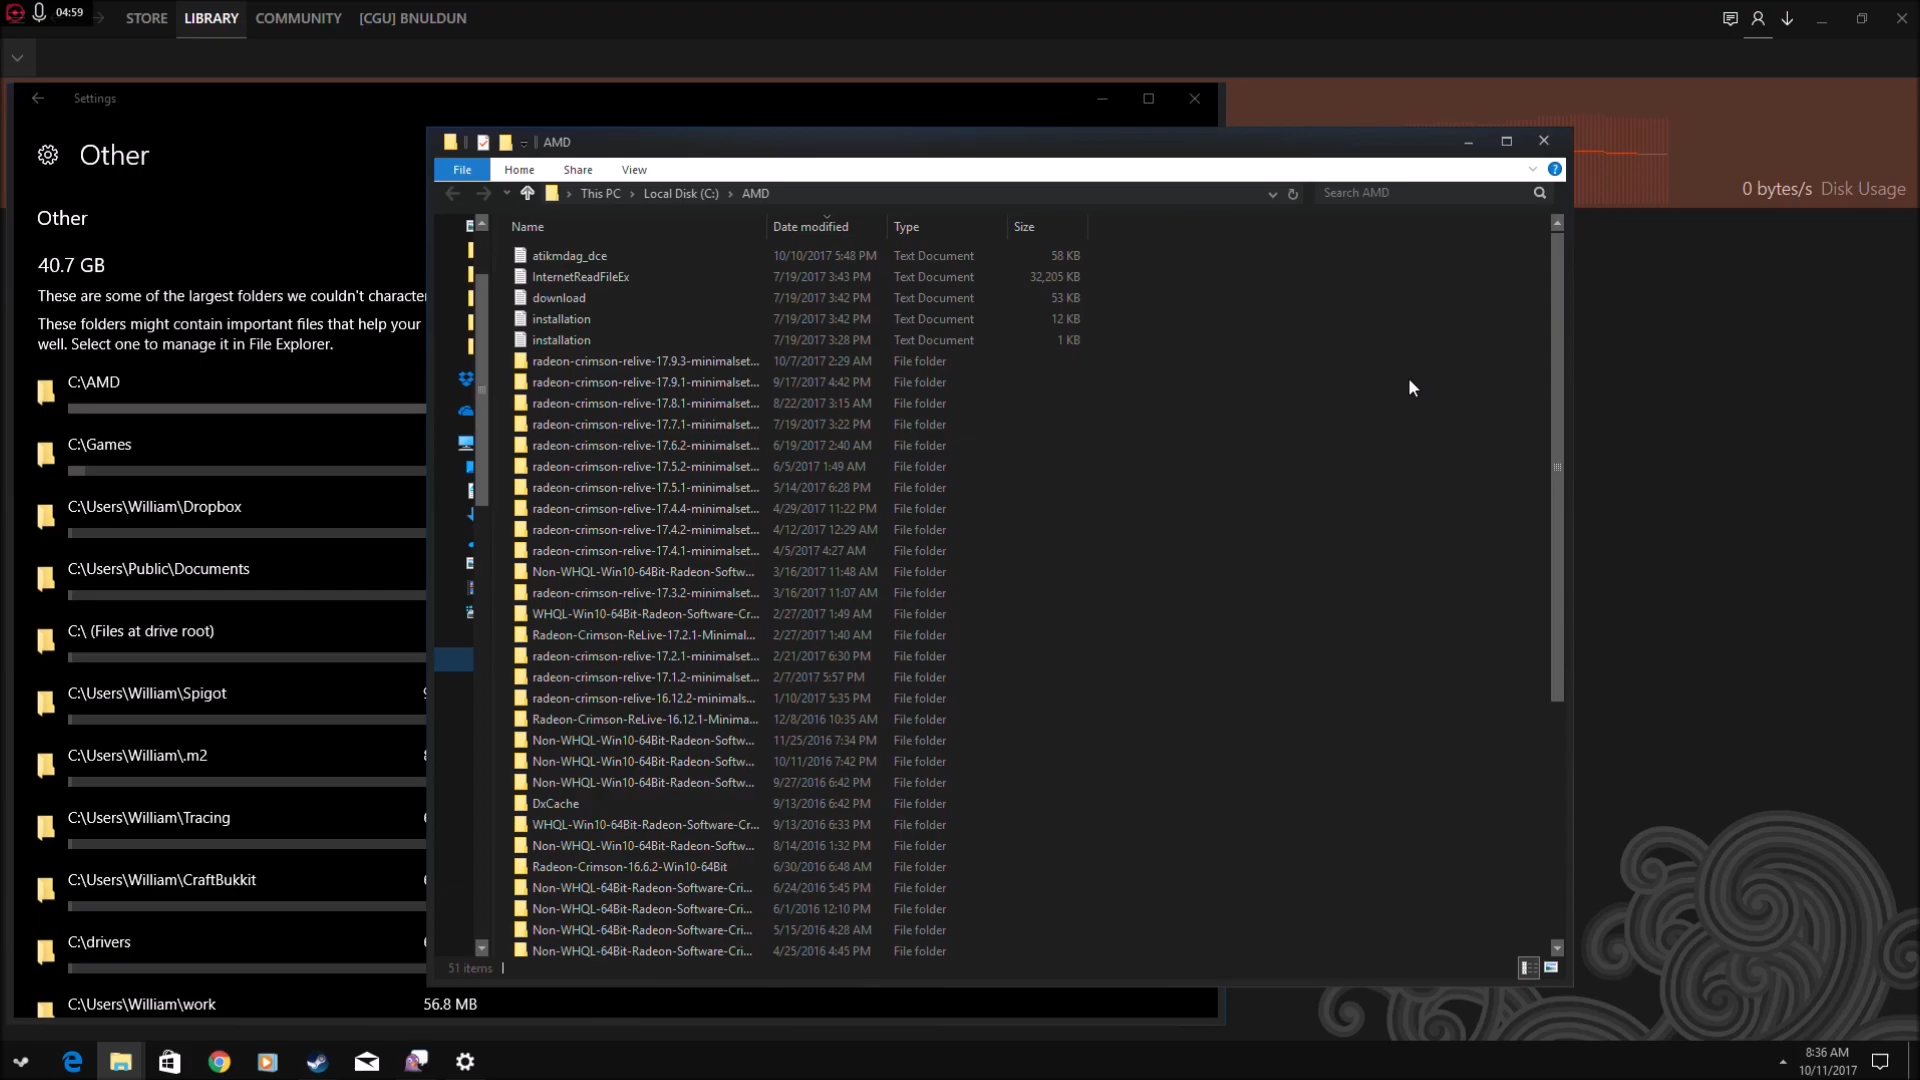 04:59
STORE
LIBRARY
COMMUNITY
[CGU] BNULDUN
Settings
Other
Other
40.7 GB
These are some of the largest folders we couldn't character
These folders might contain important files that help your
well. Select one to manage it in File Explorer.
C:\AMD
C:\Games
C:\Users\William\Dropbox
C:\Users\Public\Documents
C:\ (Files at drive root)
C:\Users\William\Spigot
C:\Users\William\.m2
C:\Users\William\Tracing
C:\Users\William\CraftBukkit
C:\drivers
C:\Users\William\work 56.8 MB
0 bytes/s Disk Usage
AMD
File Home Share View
This PC Local Disk (C:) AMD
Search AMD
Name Date modified Type Size
atikmdag_dce 10/10/2017 5:48 PM Text Document 58 KB
InternetReadFileEx 7/19/2017 3:43 PM Text Document 32,205 KB
download 7/19/2017 3:42 PM Text Document 53 KB
installation 7/19/2017 3:42 PM Text Document 12 KB
installation 7/19/2017 3:28 PM Text Document 1 KB
radeon-crimson-relive-17.9.3-minimalset... 10/7/2017 2:29 AM File folder
radeon-crimson-relive-17.9.1-minimalset... 9/17/2017 4:42 PM File folder
radeon-crimson-relive-17.8.1-minimalset... 8/22/2017 3:15 AM File folder
radeon-crimson-relive-17.7.1-minimalset... 7/19/2017 3:22 PM File folder
radeon-crimson-relive-17.6.2-minimalset... 6/19/2017 2:40 AM File folder
radeon-crimson-relive-17.5.2-minimalset... 6/5/2017 1:49 AM File folder
radeon-crimson-relive-17.5.1-minimalset... 5/14/2017 6:28 PM File folder
radeon-crimson-relive-17.4.4-minimalset... 4/29/2017 11:22 PM File folder
radeon-crimson-relive-17.4.2-minimalset... 4/12/2017 12:29 AM File folder
radeon-crimson-relive-17.4.1-minimalset... 4/5/2017 4:27 AM File folder
Non-WHQL-Win10-64Bit-Radeon-Softw... 3/16/2017 11:48 AM File folder
radeon-crimson-relive-17.3.2-minimalset... 3/16/2017 11:07 AM File folder
WHQL-Win10-64Bit-Radeon-Software-Cr... 2/27/2017 1:49 AM File folder
Radeon-Crimson-ReLive-17.2.1-Minimal... 2/27/2017 1:40 AM File folder
radeon-crimson-relive-17.2.1-minimalset... 2/21/2017 6:30 PM File folder
radeon-crimson-relive-17.1.2-minimalset... 2/7/2017 5:57 PM File folder
radeon-crimson-relive-16.12.2-minimals... 1/10/2017 5:35 PM File folder
Radeon-Crimson-ReLive-16.12.1-Minima... 12/8/2016 10:35 AM File folder
Non-WHQL-Win10-64Bit-Radeon-Softw... 11/25/2016 7:34 PM File folder
Non-WHQL-Win10-64Bit-Radeon-Softw... 10/11/2016 7:42 PM File folder
Non-WHQL-Win10-64Bit-Radeon-Softw... 9/27/2016 6:42 PM File folder
DxCache 9/13/2016 6:42 PM File folder
WHQL-Win10-64Bit-Radeon-Software-Cr... 9/13/2016 6:33 PM File folder
Non-WHQL-Win10-64Bit-Radeon-Softw... 8/14/2016 1:32 PM File folder
Radeon-Crimson-16.6.2-Win10-64Bit 6/30/2016 6:48 AM File folder
Non-WHQL-64Bit-Radeon-Software-Cri... 6/24/2016 5:45 PM File folder
Non-WHQL-64Bit-Radeon-Software-Cri... 6/1/2016 12:10 PM File folder
Non-WHQL-64Bit-Radeon-Software-Cri... 5/15/2016 4:28 AM File folder
Non-WHQL-64Bit-Radeon-Software-Cri... 4/25/2016 4:45 PM File folder
51 items
8:36 AM
10/11/2017